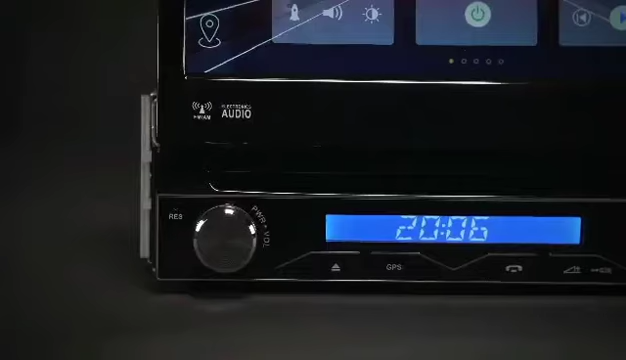 ELECTRONICS
AUDIO
RES
PWR • VOL
20:06
GPS